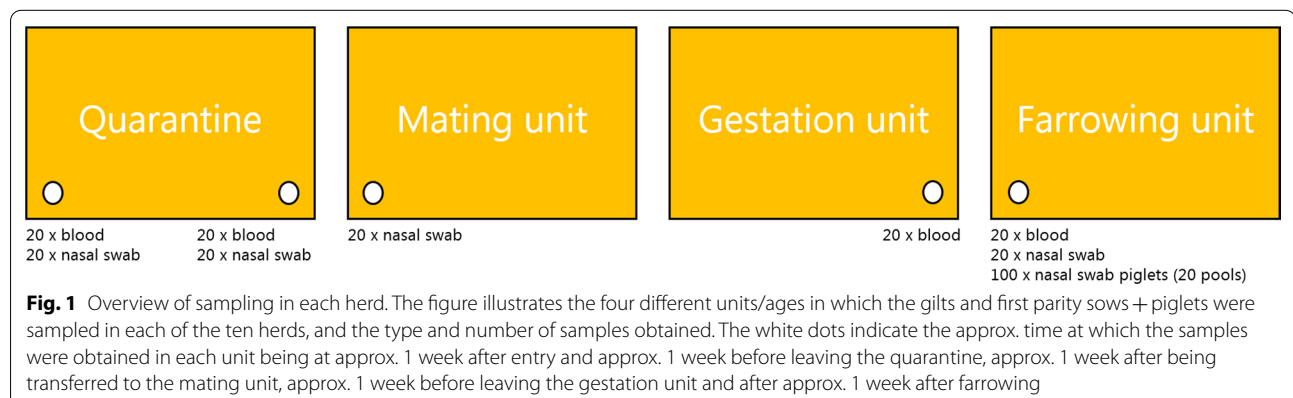 Quarantine
Mating unit
Gestation unit
Farrowing unit
20 x blood
20 x nasal swab
20 x blood
20 x nasal swab
20 x nasal swab
20 x blood
20 x blood
20 x nasal swab
100 x nasal swab piglets (20 pools)
Fig. 1 Overview of sampling in each herd. The figure illustrates the four different units/ages in which the gilts and first parity sows + piglets were
sampled in each of the ten herds, and the type and number of samples obtained. The white dots indicate the approx. time at which the samples
were obtained in each unit being at approx. 1 week after entry and approx. 1 week before leaving the quarantine, approx. 1 week after being
transferred to the mating unit, approx. 1 week before leaving the gestation unit and after approx. 1 week after farrowing